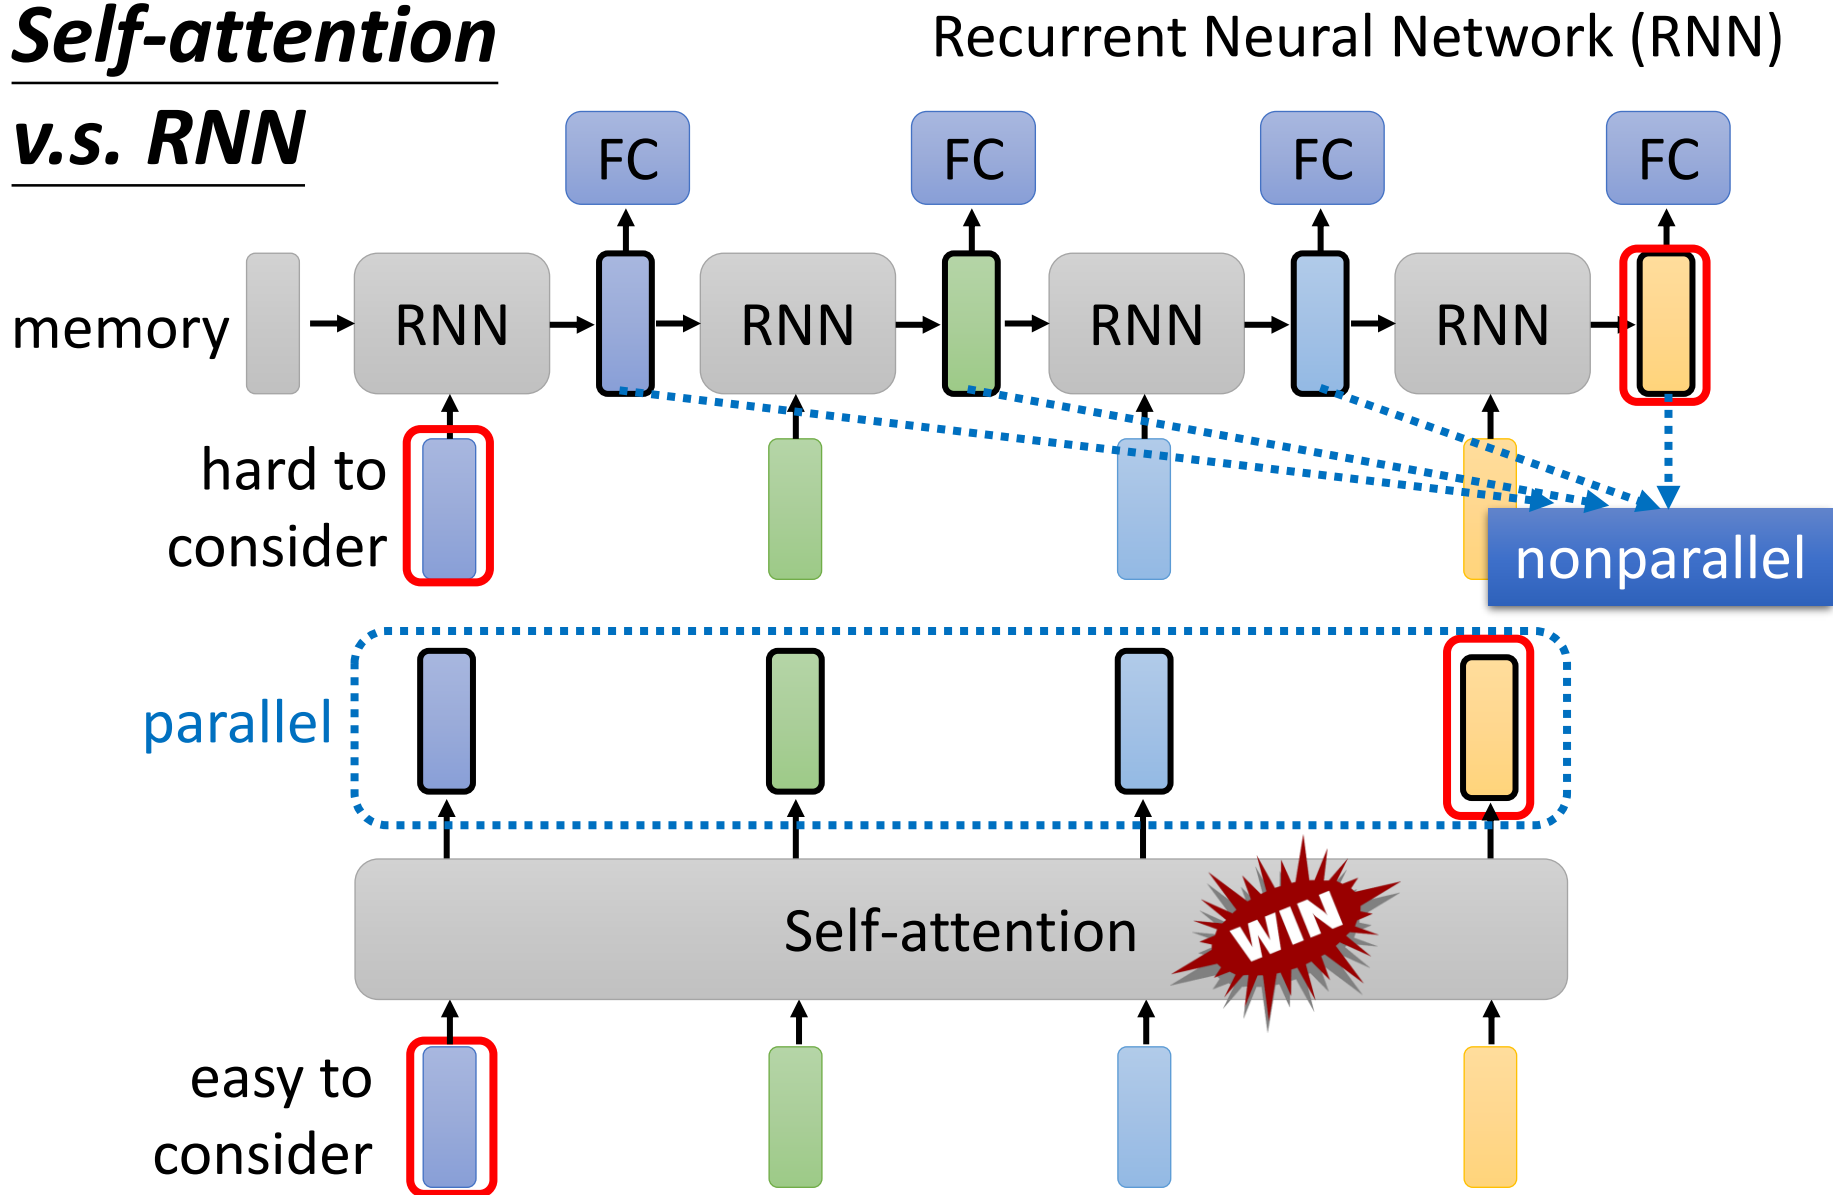 Self-attention
v.s. RNN
Recurrent Neural Network (RNN)
FC FC FC FC
memory RNN RNN RNN RNN
hard to
consider
nonparallel
parallel
Self-attention WIN
easy to
consider